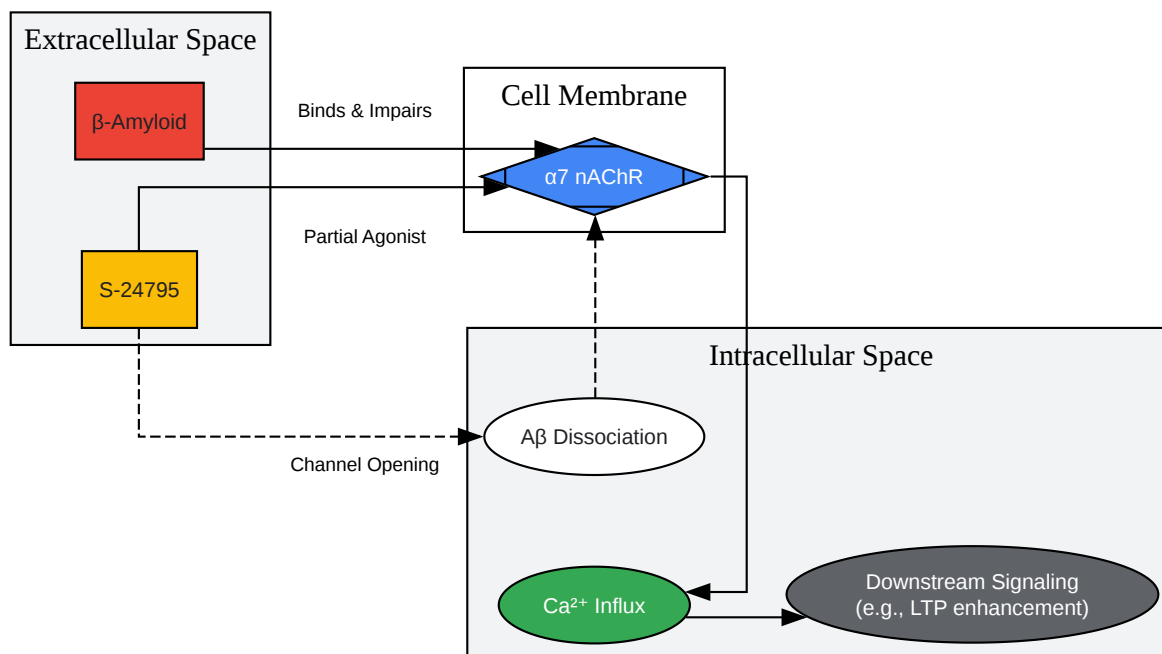 Extracellular Space
β-Amyloid
Binds & Impairs
Cell Membrane
α7 nAChR
Partial Agonist
S-24795
Intracellular Space
Aβ Dissociation
Channel Opening
Ca²⁺ Influx
Downstream Signaling
(e.g., LTP enhancement)